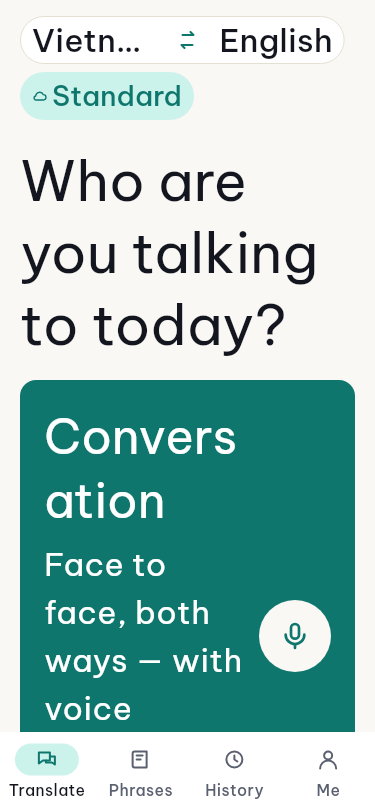 Vietn...
English
Standard
Who are
you talking
to today?
Convers
ation
Face to
face, both
ways — with
voice
Translate
Phrases
History
Me